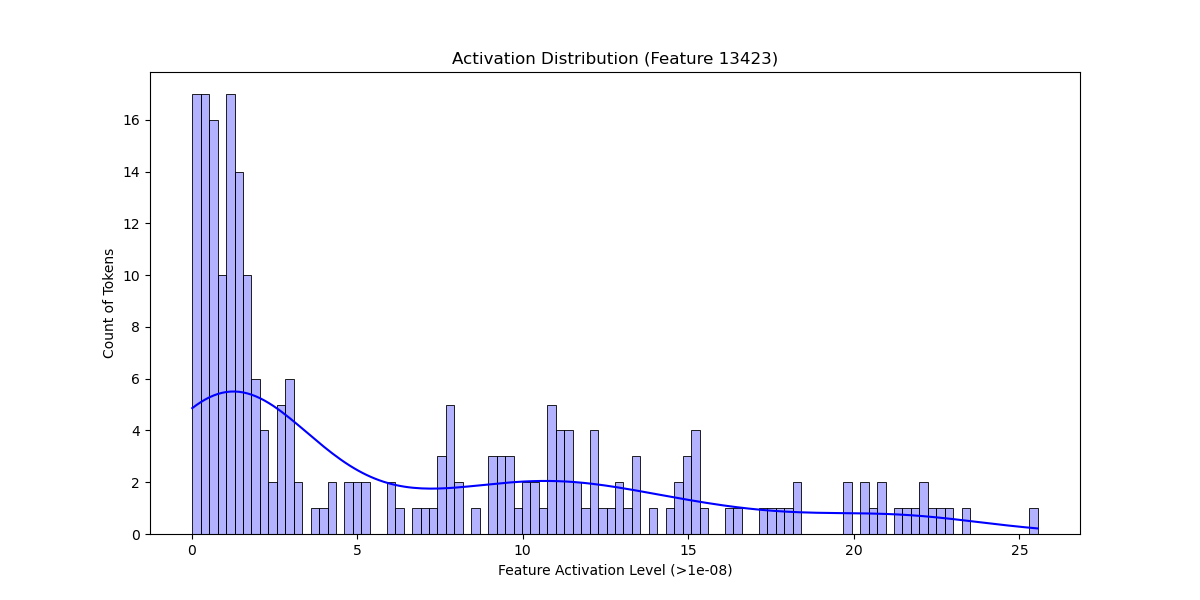 Activation Distribution (Feature 13423)
16
14
12
10
8
6
4
2
0
Count of Tokens
0 5 10 15 20 25
Feature Activation Level (>1e-08)